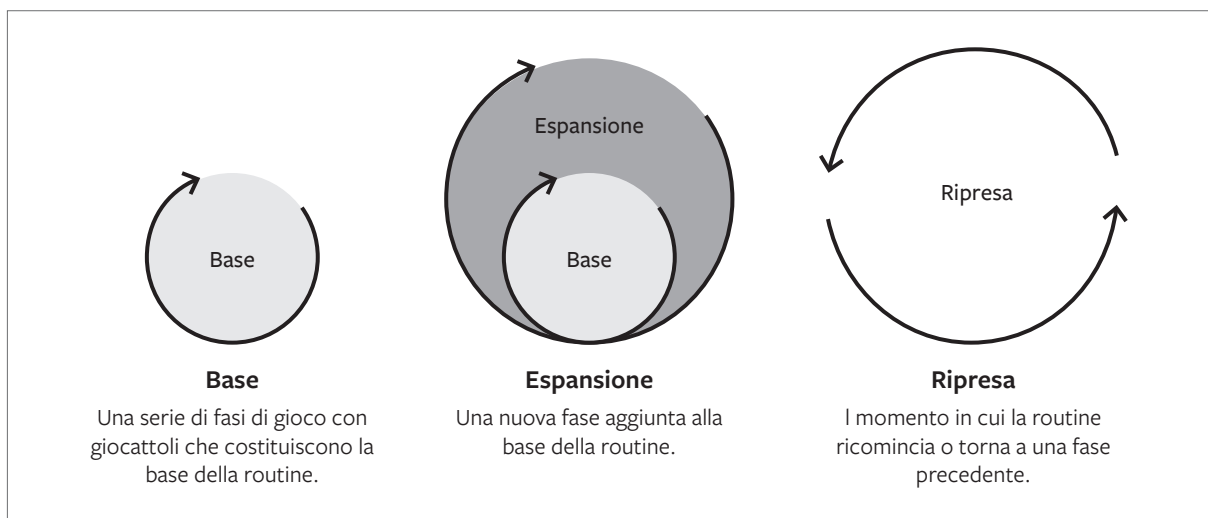 Base
Espansione
Base
Ripresa
Base
Una serie di fasi di gioco con
giocattoli che costituiscono la
base della routine.
Espansione
Una nuova fase aggiunta alla
base della routine.
Ripresa
l momento in cui la routine
ricomincia o torna a una fase
precedente.